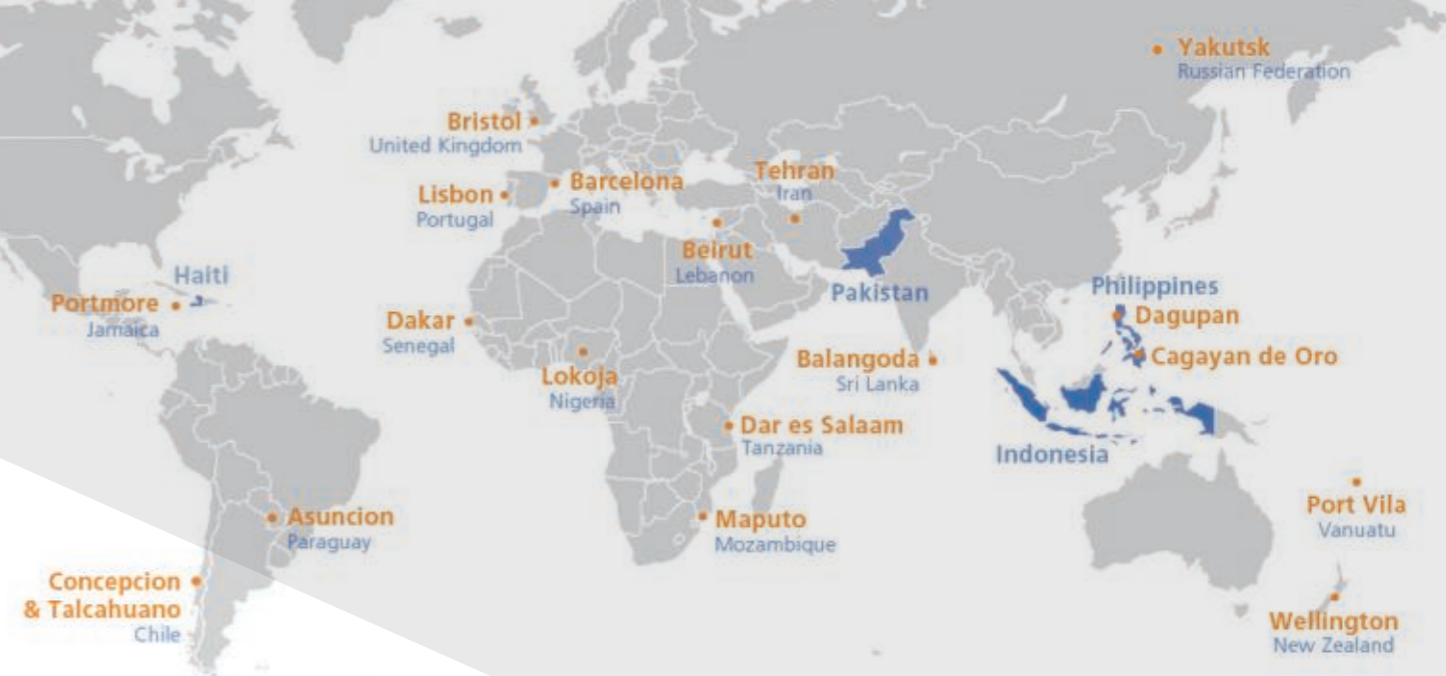 Yakutsk
Russian Federation
Bristol
United Kingdom
Tehran
Iran
Lisbon
Portugal
Barcelona
Spain
Beirut
Lebanon
Haiti
Pakistan
Philippines
Portmore
Jamaica
Dakar
Senegal
Dagupan
Lokoja
Nigeria
Balangoda
Sri Lanka
Cagayan de Oro
Dar es Salaam
Tanzania
Indonesia
Asuncion
Paraguay
Maputo
Mozambique
Port Vila
Vanuatu
Concepcion
& Talcahuano
Chile
Wellington
New Zealand